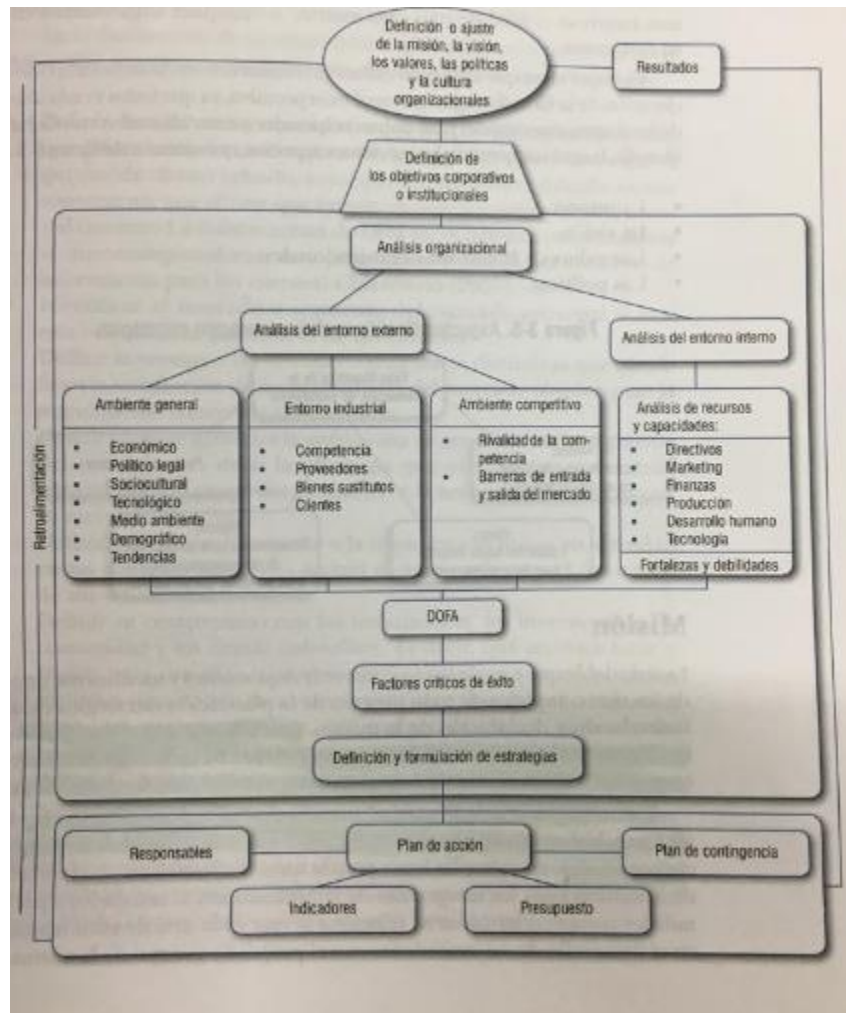 Definición o ajuste
de la misión, la visión,
los valores, las políticas
y la cultura
organizacionales
Resultados
Definición de
los objetivos corporativos
o institucionales
Análisis organizacional
Análisis del entorno externo
Análisis del entorno interno
Ambiente general
• Económico
• Político legal
• Sociocultural
• Tecnológico
• Medio ambiente
• Demográfico
• Tendencias
Entorno industrial
• Competencia
• Proveedores
• Bienes sustitutos
• Clientes
Ambiente competitivo
• Rivalidad de la com-
petencia
• Barreras de entrada
y salida del mercado
Análisis de recursos
y capacidades:
• Directivos
• Marketing
• Finanzas
• Producción
• Desarrollo humano
• Tecnología
Fortalezas y debilidades
Retroalimentación
DOFA
Factores críticos de éxito
Definición y formulación de estrategias
Responsables
Plan de acción
Plan de contingencia
Indicadores
Presupuesto